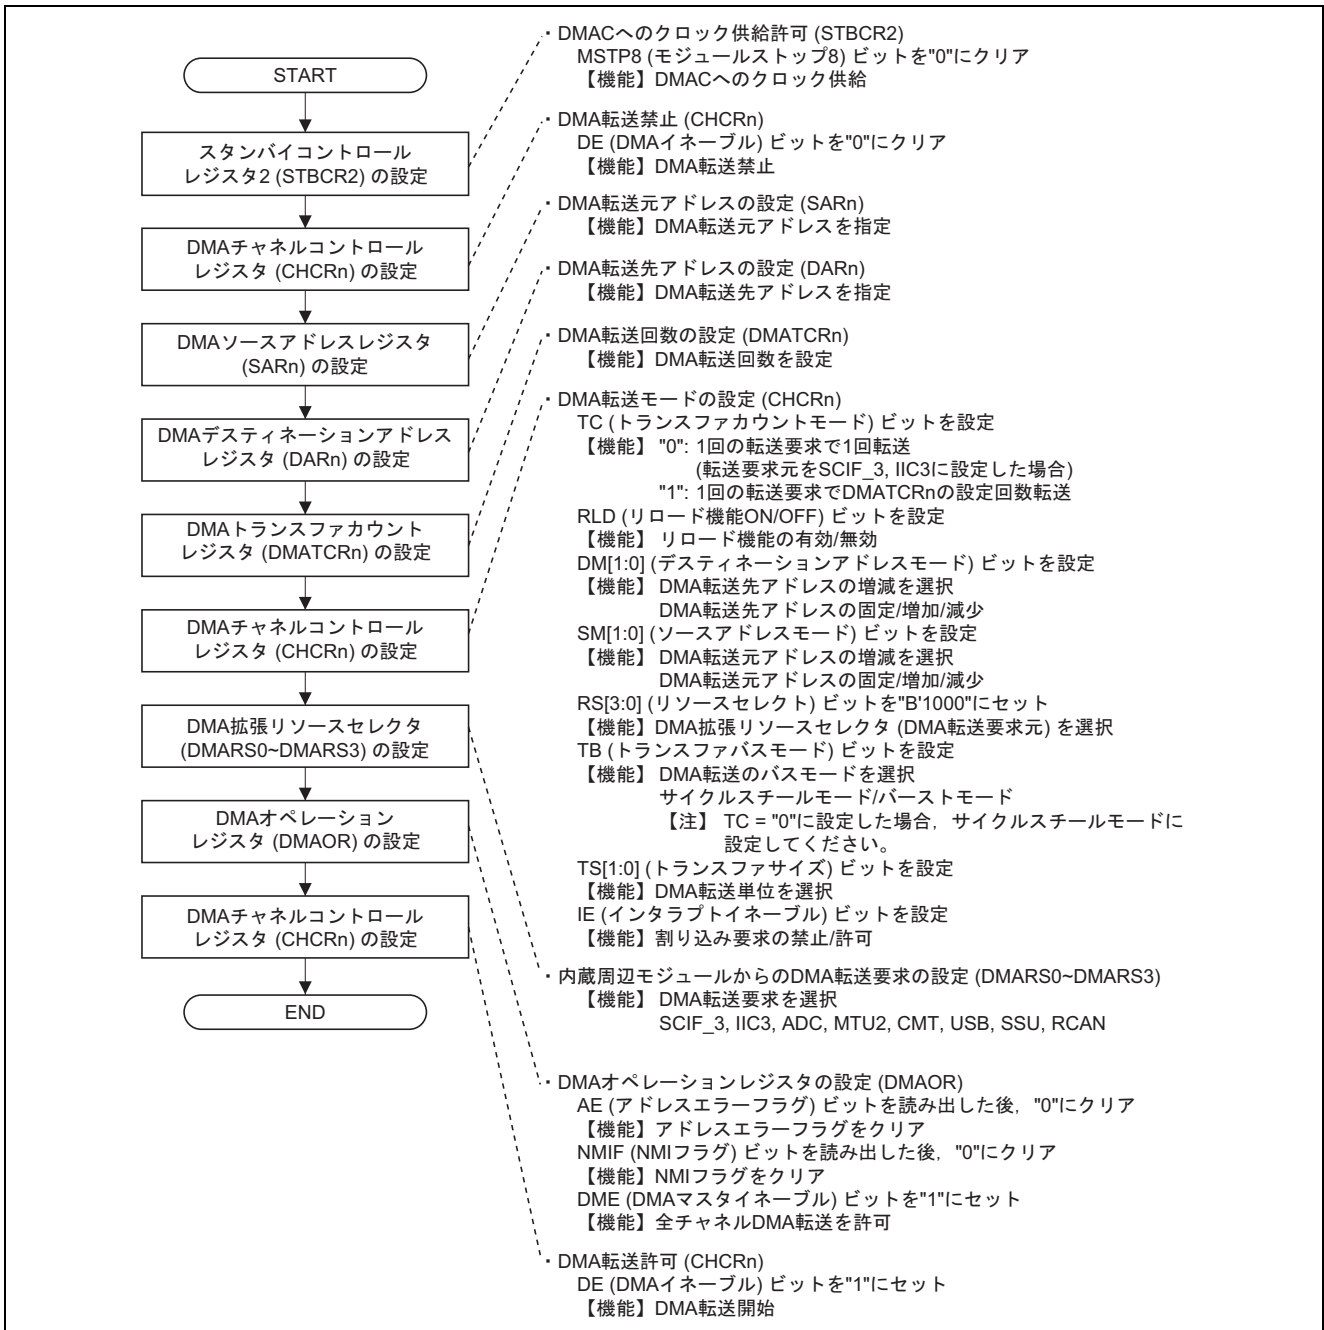 START
スタンバイコントロール
レジスタ2 (STBCR2) の設定
DMAチャネルコントロール
レジスタ (CHCRn) の設定
DMAソースアドレスレジスタ
(SARn) の設定
DMAデスティネーションアドレス
レジスタ (DARn) の設定
DMAトランスファカウント
レジスタ (DMATCRn) の設定
DMAチャネルコントロール
レジスタ (CHCRn) の設定
DMA拡張リソースセレクタ
(DMARS0~DMARS3) の設定
DMAオペレーション
レジスタ (DMAOR) の設定
DMAチャネルコントロール
レジスタ (CHCRn) の設定
END
・DMACへのクロック供給許可 (STBCR2)
MSTP8 (モジュールストップ8) ビットを"0"にクリア
【機能】DMACへのクロック供給
・DMA転送禁止 (CHCRn)
DE (DMAイネーブル) ビットを"0"にクリア
【機能】DMA転送禁止
・DMA転送元アドレスの設定 (SARn)
【機能】DMA転送元アドレスを指定
・DMA転送先アドレスの設定 (DARn)
【機能】DMA転送先アドレスを指定
・DMA転送回数の設定 (DMATCRn)
【機能】DMA転送回数を設定
・DMA転送モードの設定 (CHCRn)
TC (トランスファカウントモード) ビットを設定
【機能】 "0": 1回の転送要求で1回転送
(転送要求元をSCIF_3, IIC3に設定した場合)
"1": 1回の転送要求でDMATCRnの設定回数転送
RLD (リロード機能ON/OFF) ビットを設定
【機能】 リロード機能の有効/無効
DM[1:0] (デスティネーションアドレスモード) ビットを設定
【機能】 DMA転送先アドレスの増減を選択
DMA転送先アドレスの固定/増加/減少
SM[1:0] (ソースアドレスモード) ビットを設定
【機能】 DMA転送元アドレスの増減を選択
DMA転送元アドレスの固定/増加/減少
RS[3:0] (リソースセレクト) ビットを"B'1000"にセット
【機能】DMA拡張リソースセレクタ (DMA転送要求元) を選択
TB (トランスファバスモード) ビットを設定
【機能】 DMA転送のバスモードを選択
サイクルスチールモード/バーストモード
【注】 TC = "0"に設定した場合，サイクルスチールモードに
設定してください。
TS[1:0] (トランスファサイズ) ビットを設定
【機能】DMA転送単位を選択
IE (インタラプトイネーブル) ビットを設定
【機能】割り込み要求の禁止/許可
・内蔵周辺モジュールからのDMA転送要求の設定 (DMARS0~DMARS3)
【機能】 DMA転送要求を選択
SCIF_3, IIC3, ADC, MTU2, CMT, USB, SSU, RCAN
・DMAオペレーションレジスタの設定 (DMAOR)
AE (アドレスエラーフラグ) ビットを読み出した後，"0"にクリア
【機能】アドレスエラーフラグをクリア
NMIF (NMIフラグ) ビットを読み出した後，"0"にクリア
【機能】NMIフラグをクリア
DME (DMAマスタイネーブル) ビットを"1"にセット
【機能】全チャネルDMA転送を許可
・DMA転送許可 (CHCRn)
DE (DMAイネーブル) ビットを"1"にセット
【機能】DMA転送開始